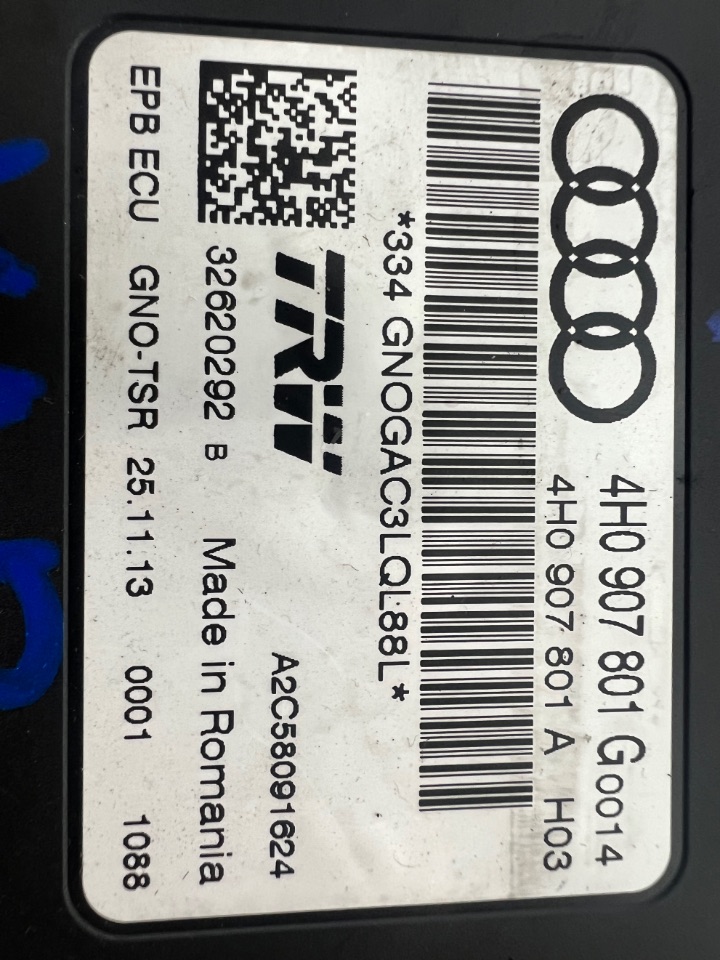 4H0 907 801 G 0014
4H0 907 801 A H03
*334 GNOGAC3LQL88L*
TRW
A2C58091624
32620292 B Made in Romania
EPB ECU GNO-TSR 25.11.13 0001 1088